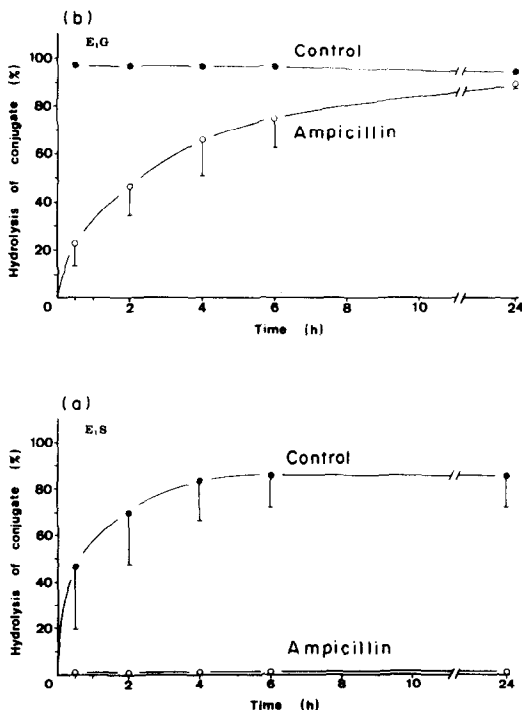 (b)
E₁G
Control
Ampicillin
Hydrolysis of conjugate (%)
100
80
60
40
20
0
2
4
6
8
10
24
Time (h)
(a)
E₁S
Control
Ampicillin
Hydrolysis of conjugate (%)
100
80
60
40
20
0
2
4
6
8
10
24
Time (h)